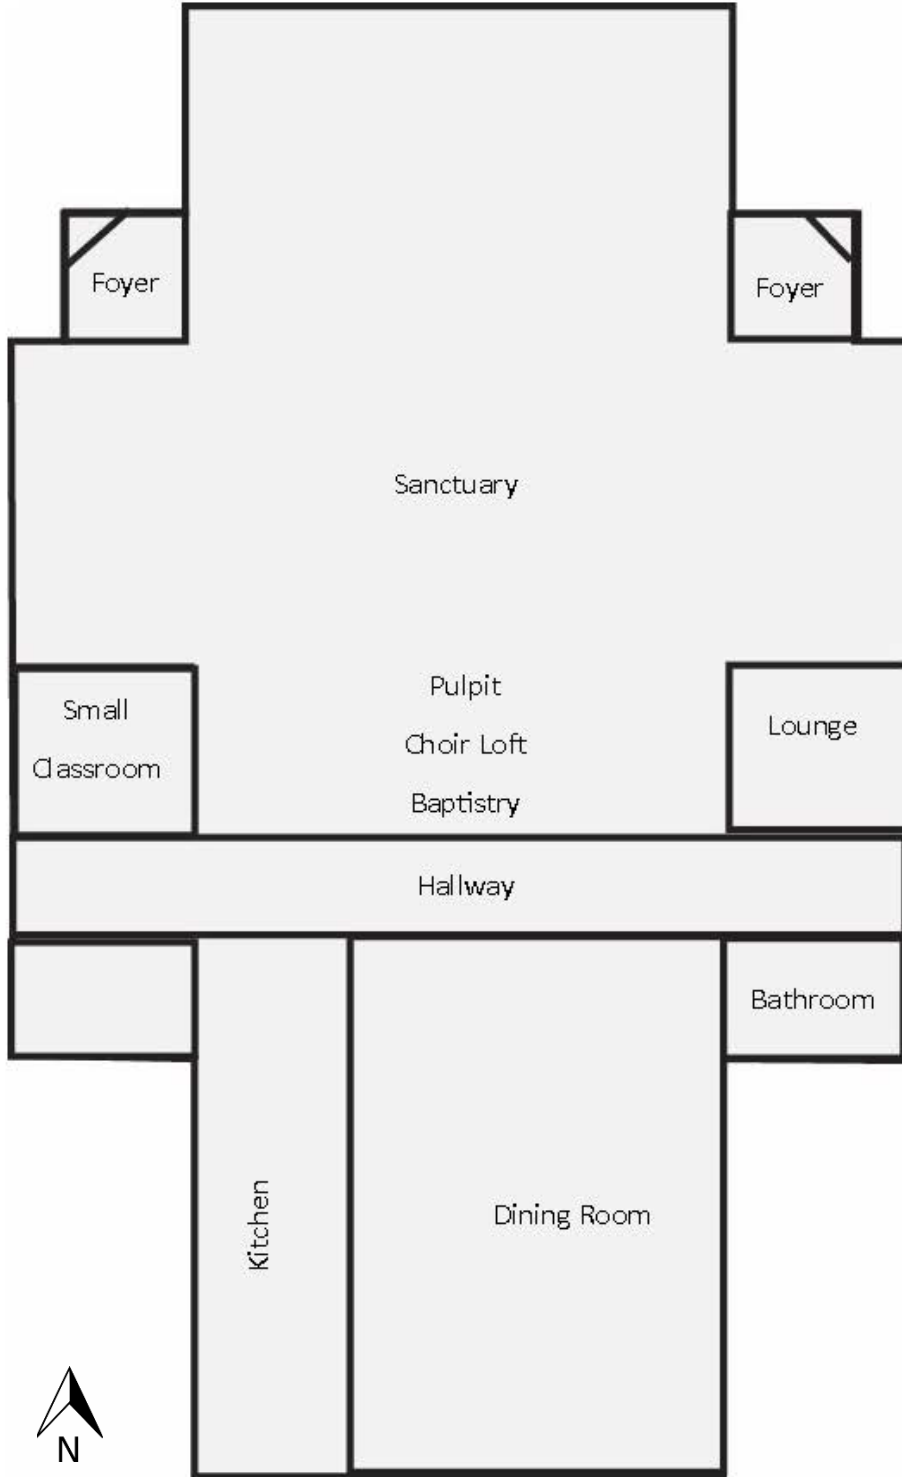 Foyer
Foyer
Sanctuary
Small
Classroom
Pulpit
Choir Loft
Baptistry
Lounge
Hallway
Bathroom
Kitchen
Dining Room
N